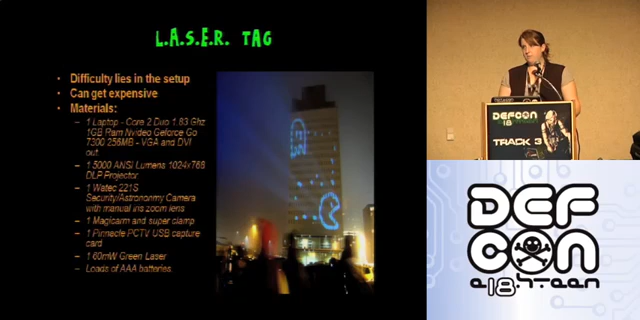 L.A.S.E.R. TAG
• Difficulty lies in the setup
• Can get expensive
• Materials:
– 1 Laptop - Core 2 Duo 1.83 Ghz
1GB Ram Nvideo Geforce Go
7300 256MB - VGA and DVI
out
– 1 5000 ANSI Lumens 1024x768
DLP Projector
– 1 Watec 221S
Security/Astronomy Camera
with manual iris zoom lens
– 1 Magicarm and super clamp
– 1 Pinnacle PCTV USB capture
card
– 1 60mW Green Laser
– Loads of AAA batteries.
DEFCON
18
TRACK 3
DEF
CON
e18h.teen